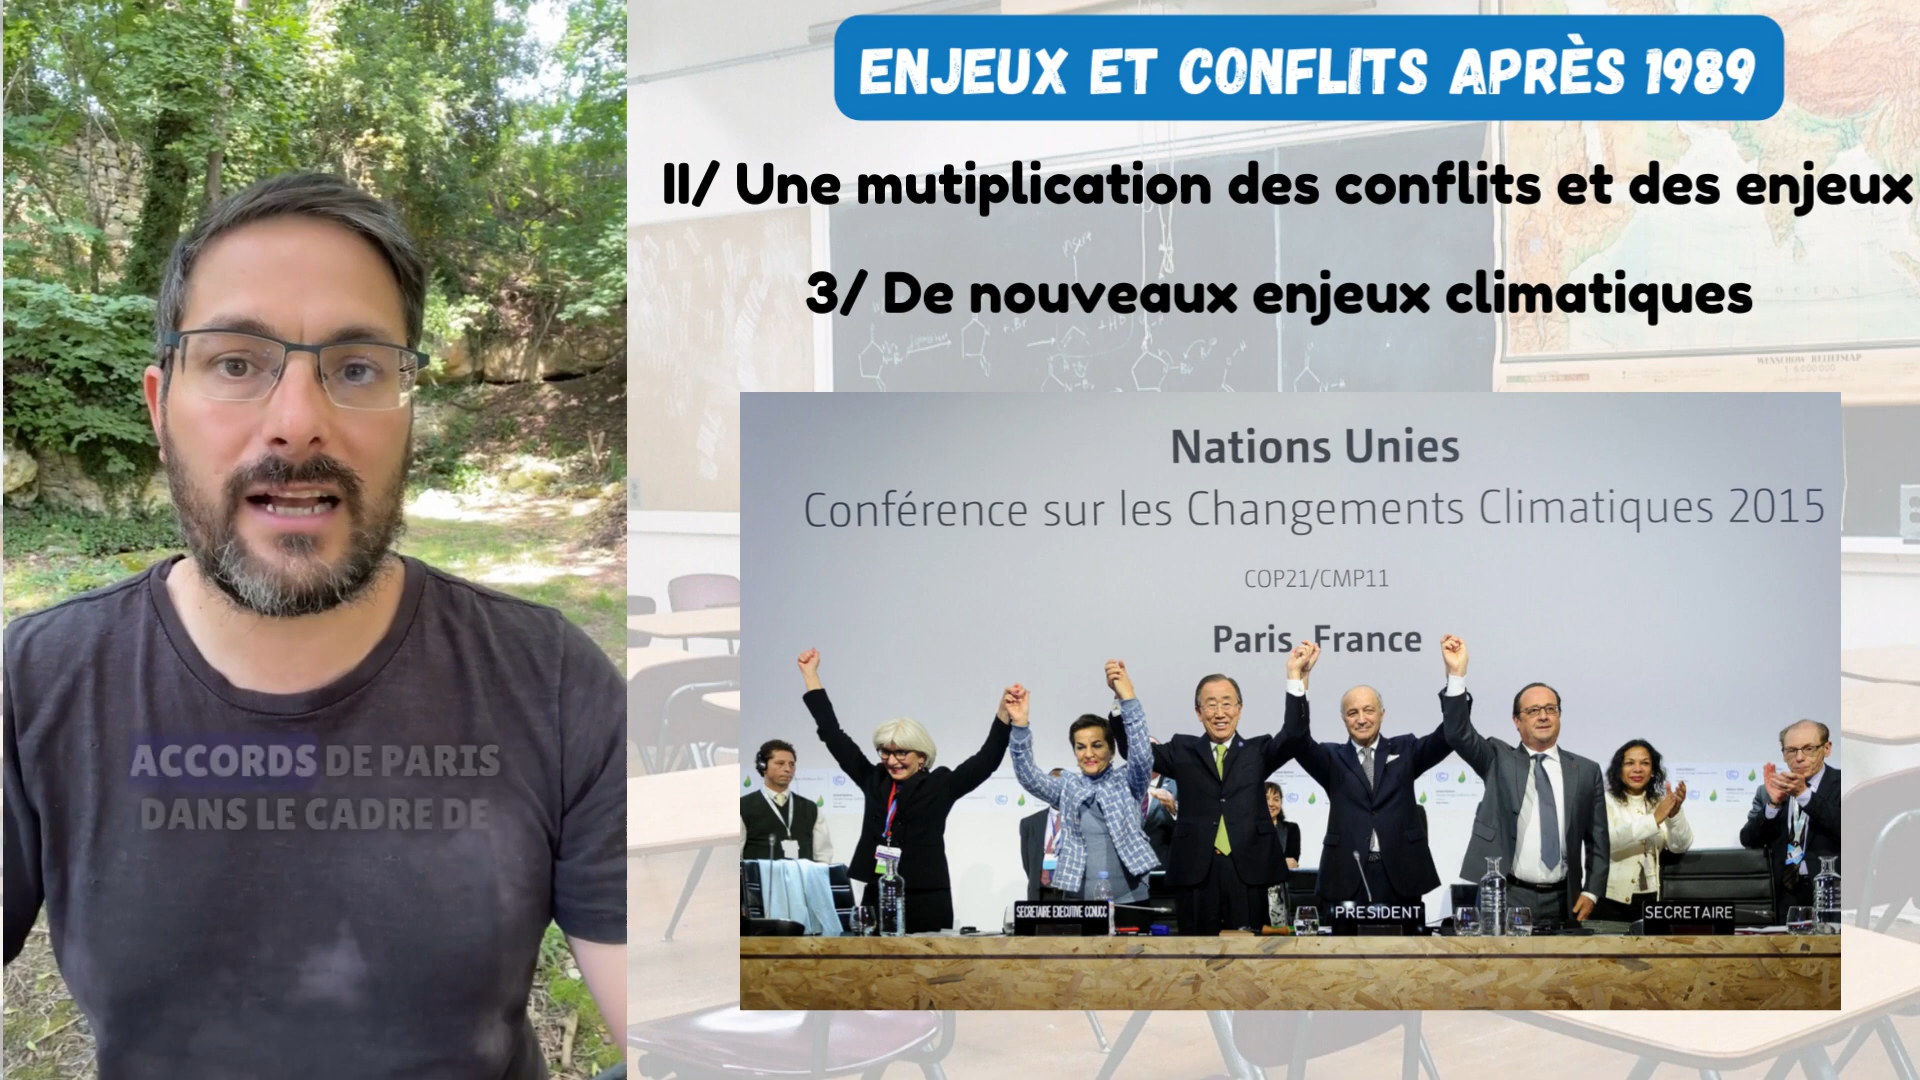 ENJEUX ET CONFLITS APRÈS 1989
II/ Une mutiplication des conflits et des enjeux
3/ De nouveaux enjeux climatiques
WENSCHOW RELIEFMAP
Nations Unies
Conférence sur les Changements Climatiques 2015
COP21/CMP11
Paris, France
ACCORDS DE PARIS
DANS LE CADRE DE
SECRETAIRE EXECUTIVE CCNUCC
PRESIDENT
SECRETAIRE